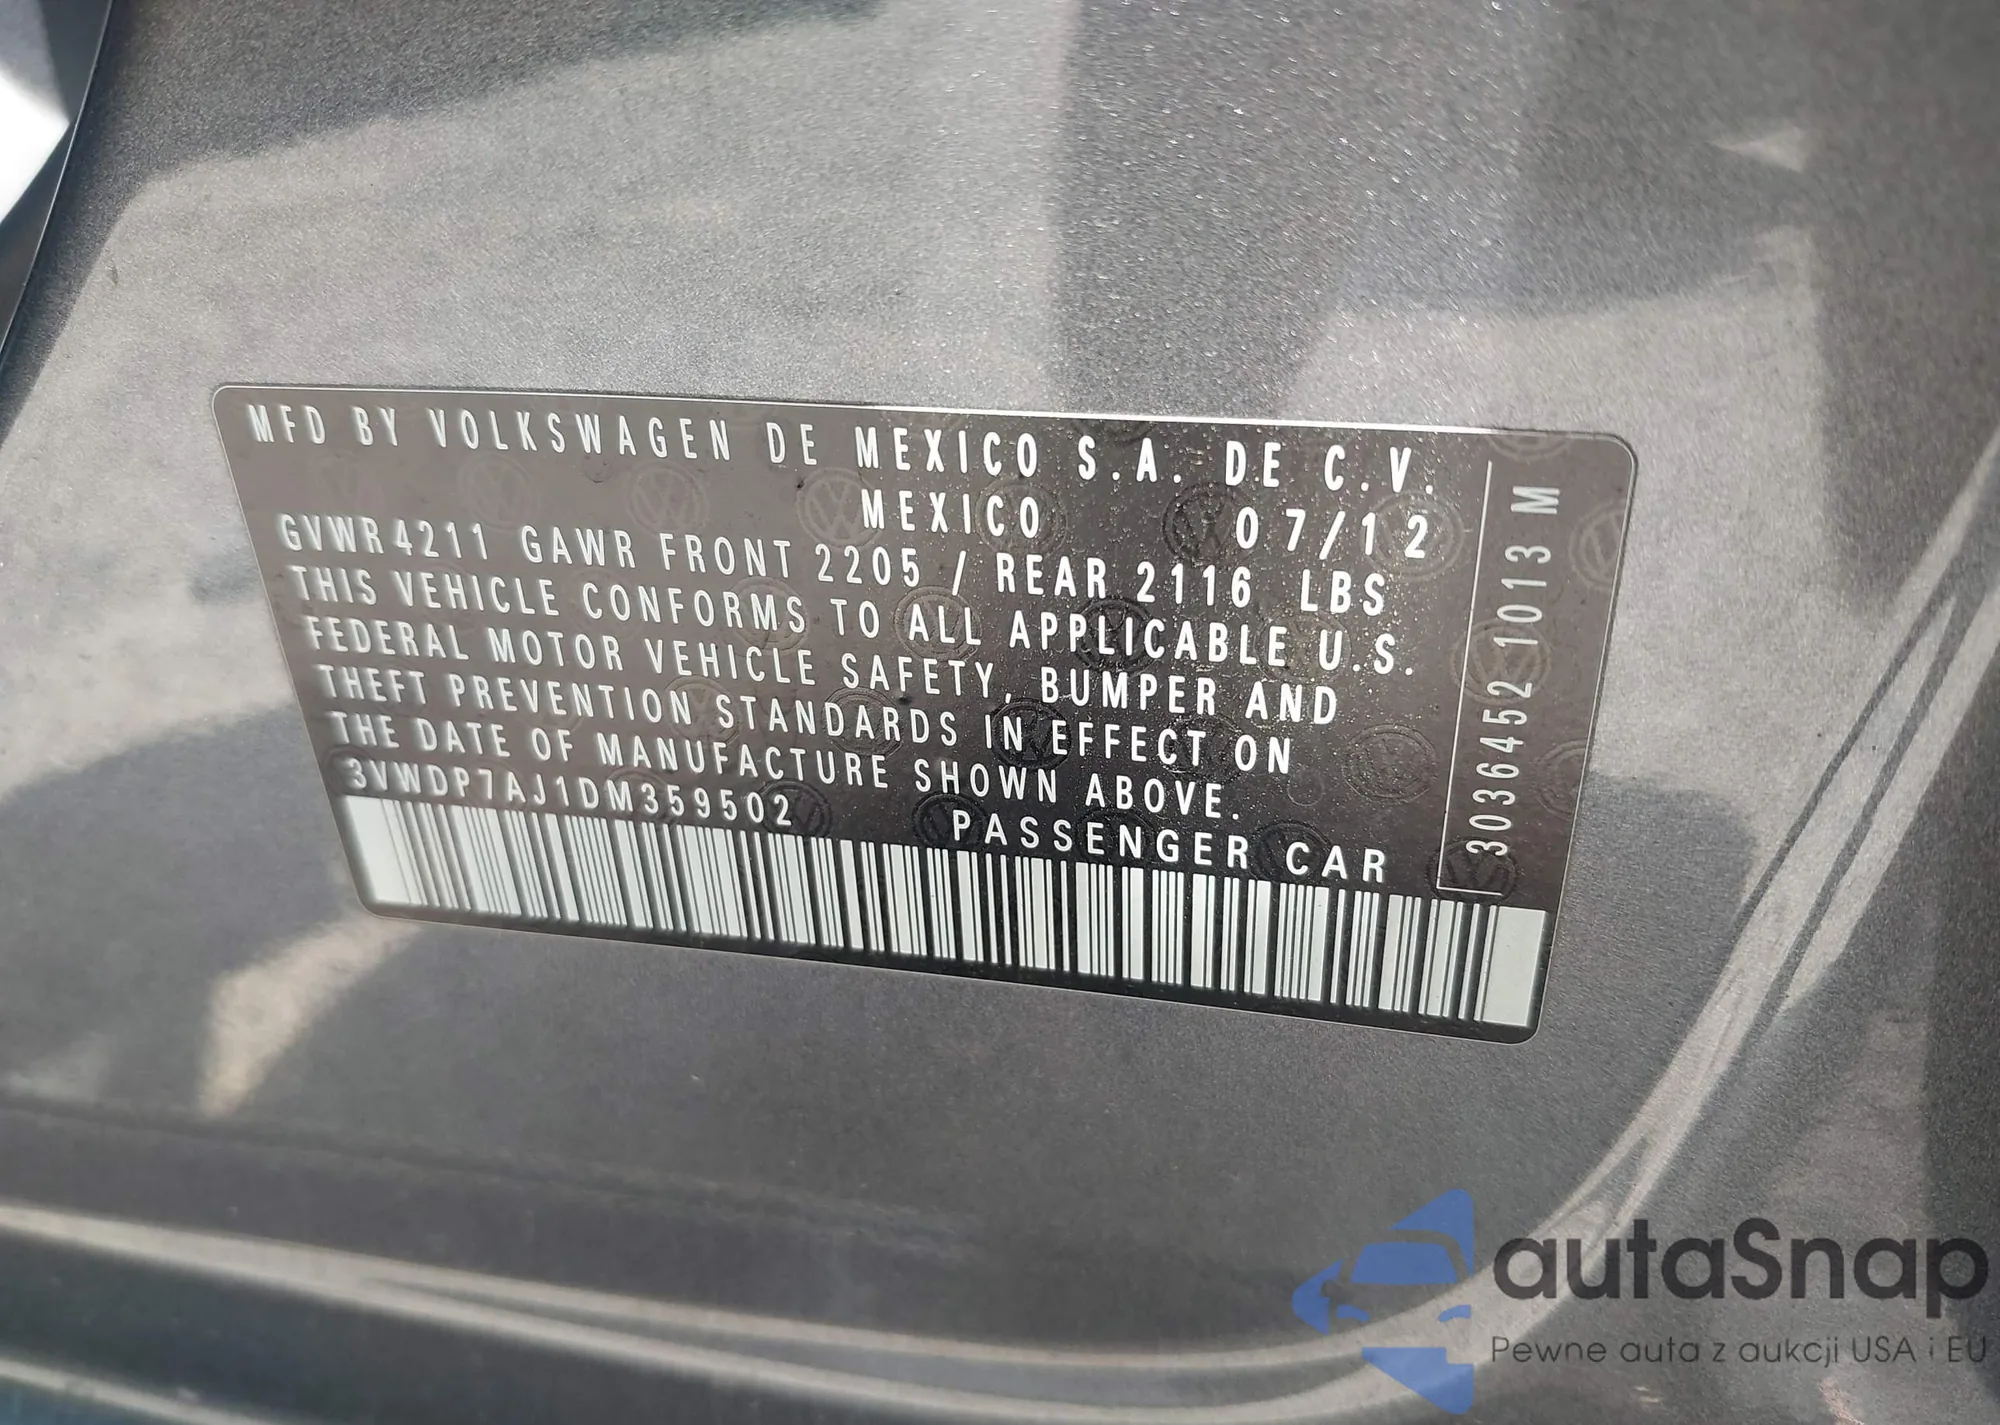 MFD BY VOLKSWAGEN DE MEXICO S.A. DE C.V.
MEXICO 07/12
GVWR 4211 GAWR FRONT 2205 / REAR 2116 LBS
THIS VEHICLE CONFORMS TO ALL APPLICABLE U.S.
FEDERAL MOTOR VEHICLE SAFETY, BUMPER AND
THEFT PREVENTION STANDARDS IN EFFECT ON
THE DATE OF MANUFACTURE SHOWN ABOVE.
3VWDP7AJ1DM359502
PASSENGER CAR
3036452 1013 M
autaSnap
Pewne auta z aukcji USA i EU